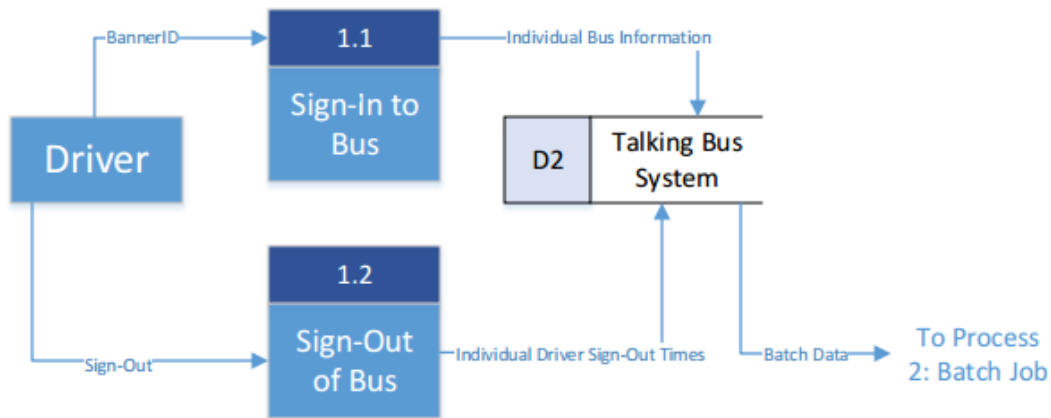 BannerID
1.1
Individual Bus Information
Sign-In to
Bus
Driver
D2
Talking Bus
System
1.2
Sign-Out
of Bus
Sign-Out
Individual Driver Sign-Out Times
Batch Data
To Process
2: Batch Job